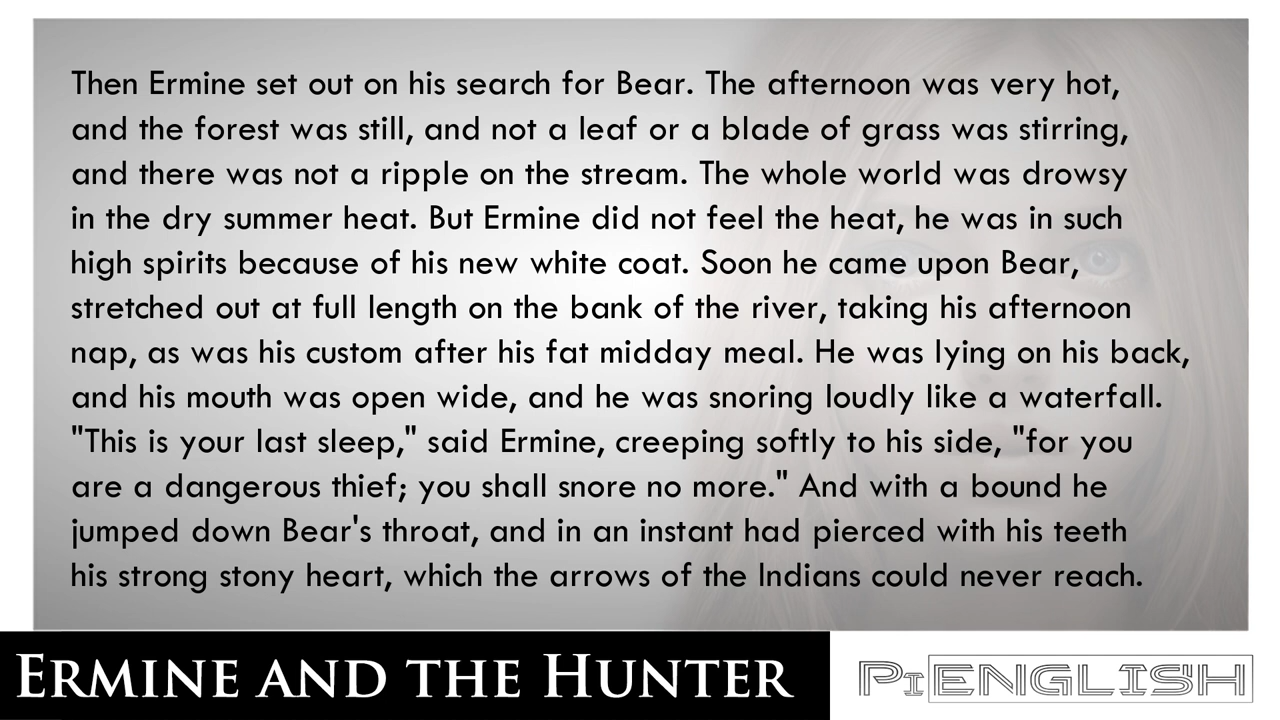 Then Ermine set out on his search for Bear. The afternoon was very hot,
and the forest was still, and not a leaf or a blade of grass was stirring,
and there was not a ripple on the stream. The whole world was drowsy
in the dry summer heat. But Ermine did not feel the heat, he was in such
high spirits because of his new white coat. Soon he came upon Bear,
stretched out at full length on the bank of the river, taking his afternoon
nap, as was his custom after his fat midday meal. He was lying on his back,
and his mouth was open wide, and he was snoring loudly like a waterfall.
"This is your last sleep," said Ermine, creeping softly to his side, "for you
are a dangerous thief; you shall snore no more." And with a bound he
jumped down Bear's throat, and in an instant had pierced with his teeth
his strong stony heart, which the arrows of the Indians could never reach.
ERMINE AND THE HUNTER
PIENGLISH